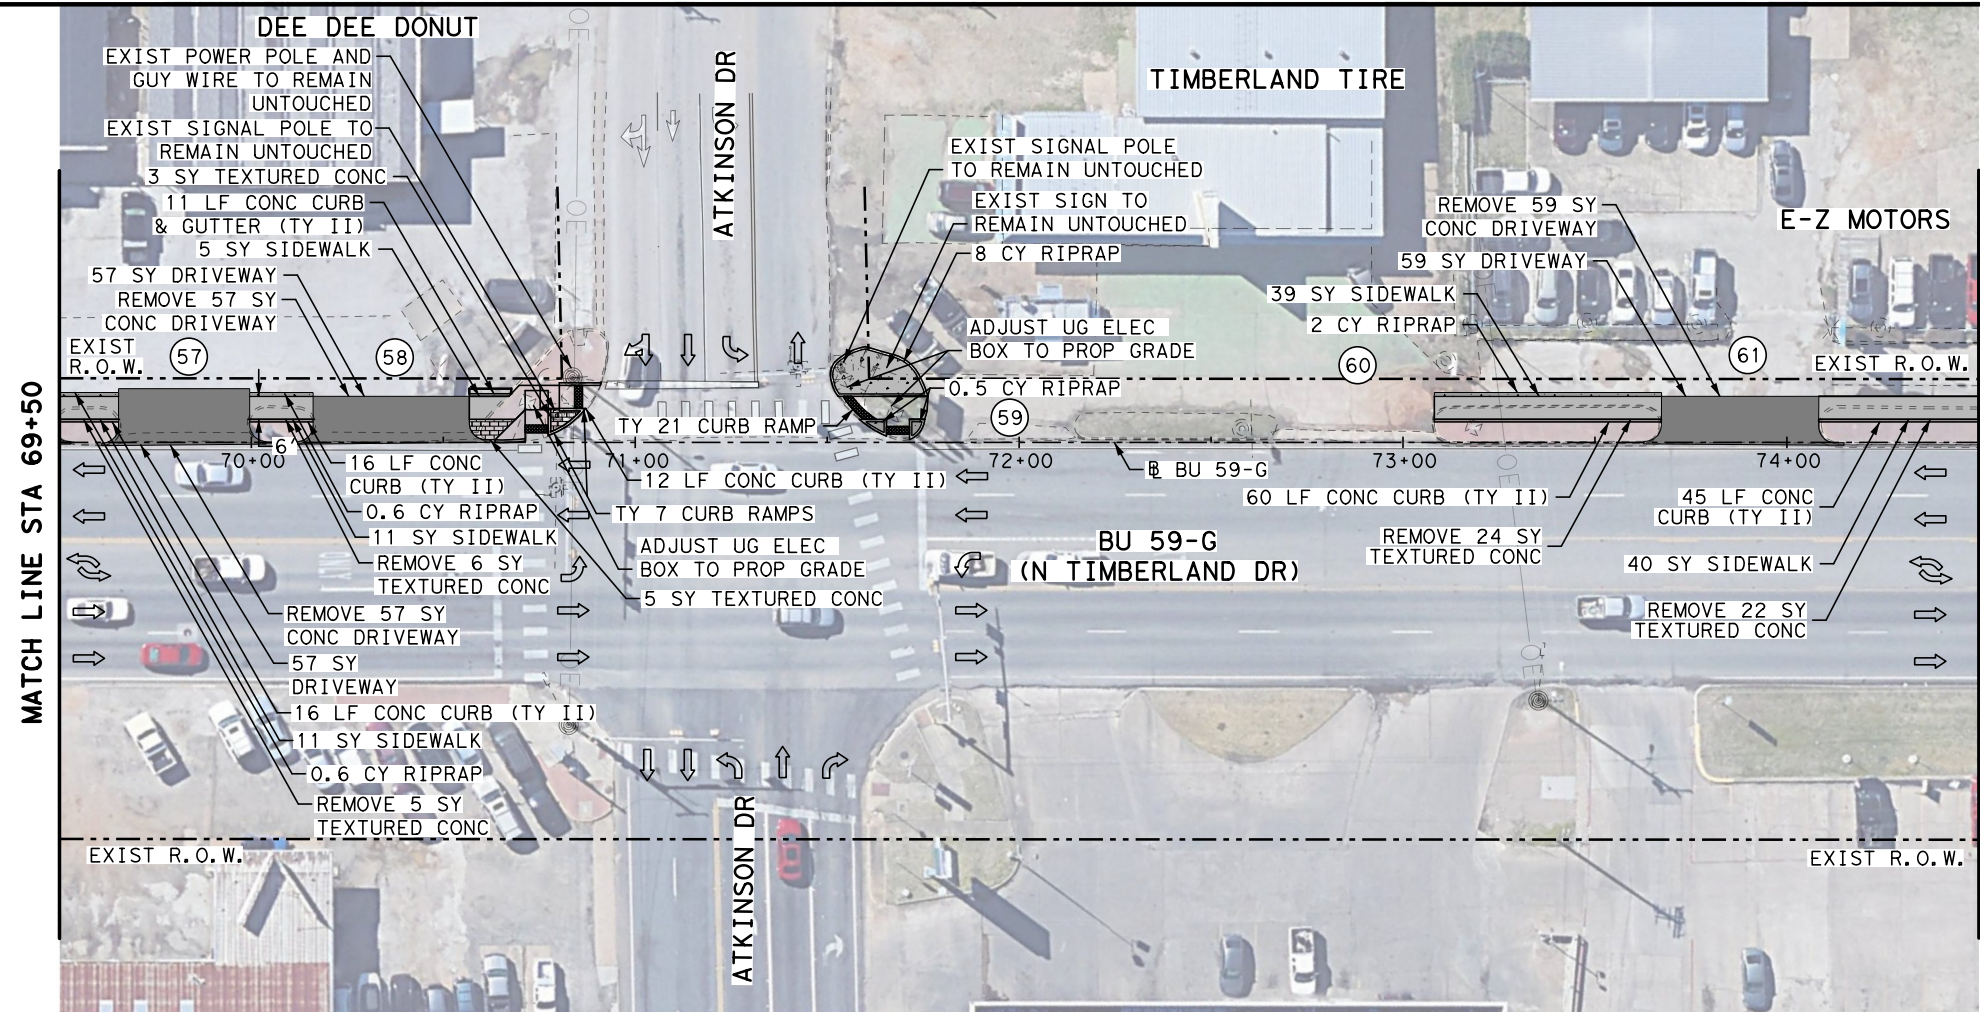 DEE DEE DONUT
EXIST POWER POLE AND
GUY WIRE TO REMAIN
UNTOUCHED
EXIST SIGNAL POLE TO
REMAIN UNTOUCHED
3 SY TEXTURED CONC
11 LF CONC CURB
& GUTTER (TY II)
5 SY SIDEWALK
57 SY DRIVEWAY
REMOVE 57 SY
CONC DRIVEWAY
EXIST
R.O.W.
57
58
ATKINSON DR
TIMBERLAND TIRE
EXIST SIGNAL POLE
TO REMAIN UNTOUCHED
EXIST SIGN TO
REMAIN UNTOUCHED
8 CY RIPRAP
ADJUST UG ELEC
BOX TO PROP GRADE
0.5 CY RIPRAP
TY 21 CURB RAMP
59
60
REMOVE 59 SY
CONC DRIVEWAY
59 SY DRIVEWAY
39 SY SIDEWALK
2 CY RIPRAP
E-Z MOTORS
61
EXIST R.O.W.
MATCH LINE STA 69+50
70+00
6'
71+00
72+00
73+00
74+00
℄ BU 59-G
16 LF CONC
CURB (TY II)
0.6 CY RIPRAP
11 SY SIDEWALK
REMOVE 6 SY
TEXTURED CONC
REMOVE 57 SY
CONC DRIVEWAY
57 SY
DRIVEWAY
16 LF CONC CURB (TY II)
11 SY SIDEWALK
0.6 CY RIPRAP
REMOVE 5 SY
TEXTURED CONC
12 LF CONC CURB (TY II)
TY 7 CURB RAMPS
ADJUST UG ELEC
BOX TO PROP GRADE
5 SY TEXTURED CONC
ONLY
BU 59-G
(N TIMBERLAND DR)
60 LF CONC CURB (TY II)
REMOVE 24 SY
TEXTURED CONC
45 LF CONC
CURB (TY II)
40 SY SIDEWALK
REMOVE 22 SY
TEXTURED CONC
EXIST R.O.W.
ATKINSON DR
EXIST R.O.W.